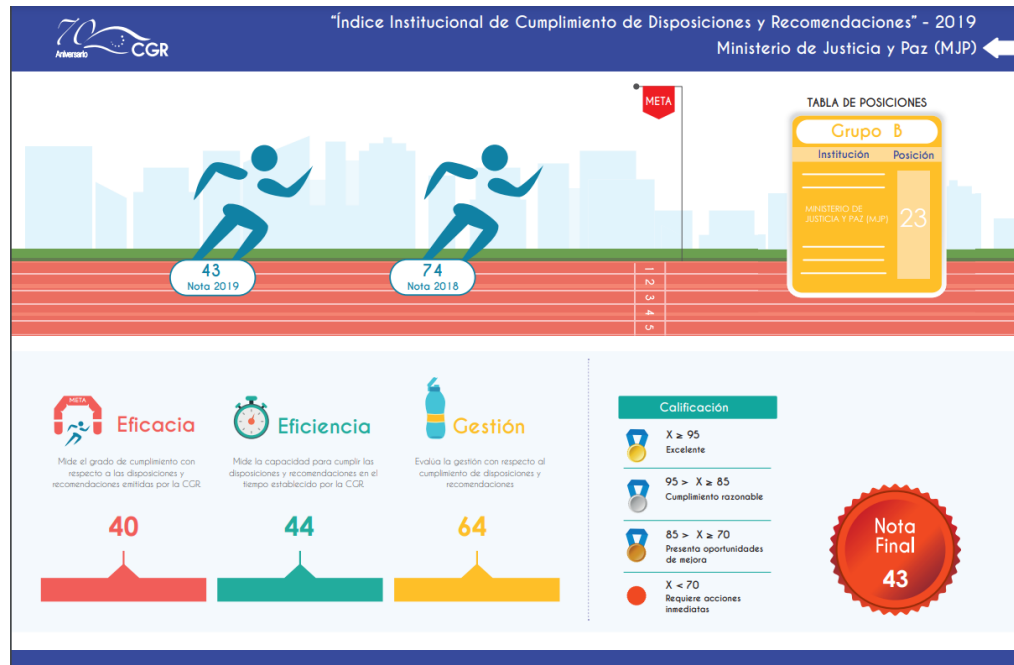 70
Aniversario
CGR
"Índice Institucional de Cumplimiento de Disposiciones y Recomendaciones" - 2019
Ministerio de Justicia y Paz (MJP)
META
TABLA DE POSICIONES
Grupo B
Institución Posición
MINISTERIO DE
JUSTICIA Y PAZ (MJP)
23
43
Nota 2019
74
Nota 2018
1
2
3
4
5
META
Eficacia
Mide el grado de cumplimiento con
respecto a las disposiciones y
recomendaciones emitidas por la CGR
40
Eficiencia
Mide la capacidad para cumplir las
disposiciones y recomendaciones en el
tiempo establecido por la CGR
44
Gestión
Evalúa la gestión con respecto al
cumplimiento de disposiciones y
recomendaciones
64
Calificación
X ≥ 95
Excelente
95 > X ≥ 85
Cumplimiento razonable
85 > X ≥ 70
Presenta oportunidades
de mejora
X < 70
Requiere acciones
inmediatas
Nota
Final
43